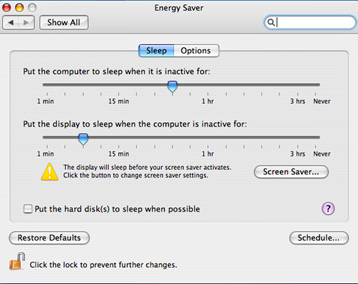 Energy Saver
Show All
Sleep Options
Put the computer to sleep when it is inactive for:
1 min 15 min 1 hr 3 hrs Never
Put the display to sleep when the computer is inactive for:
1 min 15 min 1 hr 3 hrs Never
The display will sleep before your screen saver activates.
Click the button to change screen saver settings.
Screen Saver...
Put the hard disk(s) to sleep when possible
?
Restore Defaults
Schedule...
Click the lock to prevent further changes.